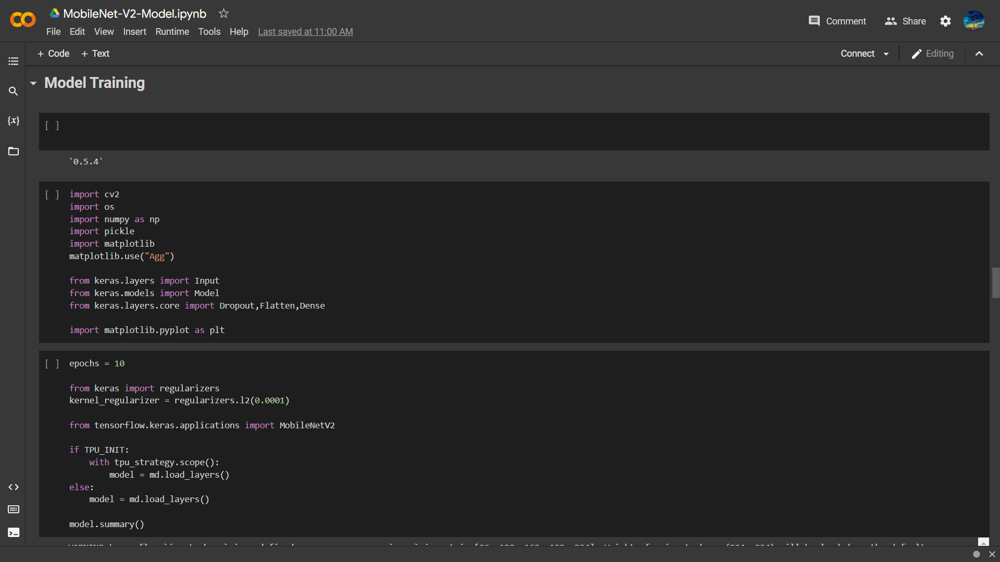 MobileNet-V2-Model.ipynb
File Edit View Insert Runtime Tools Help Last saved at 11:00 AM
Comment Share
+ Code + Text
Connect Editing
Model Training
[ ]
'0.5.4'
[ ] import cv2
import os
import numpy as np
import pickle
import matplotlib
matplotlib.use("Agg")
from keras.layers import Input
from keras.models import Model
from keras.layers.core import Dropout,Flatten,Dense
import matplotlib.pyplot as plt
[ ] epochs = 10
from keras import regularizers
kernel_regularizer = regularizers.l2(0.0001)
from tensorflow.keras.applications import MobileNetV2
if TPU_INIT:
with tpu_strategy.scope():
model = md.load_layers()
else:
model = md.load_layers()
model.summary()